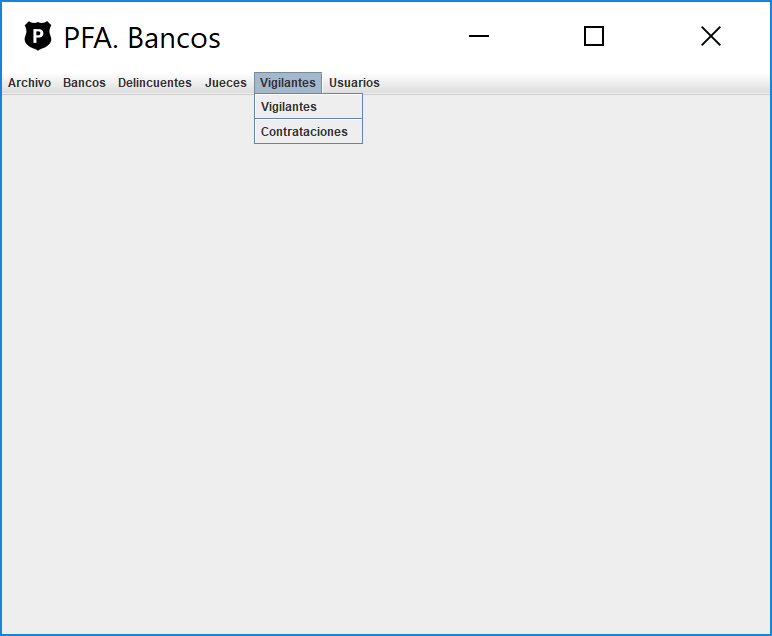 P PFA. Bancos
Archivo Bancos Delincuentes Jueces Vigilantes Usuarios
Vigilantes
Contrataciones